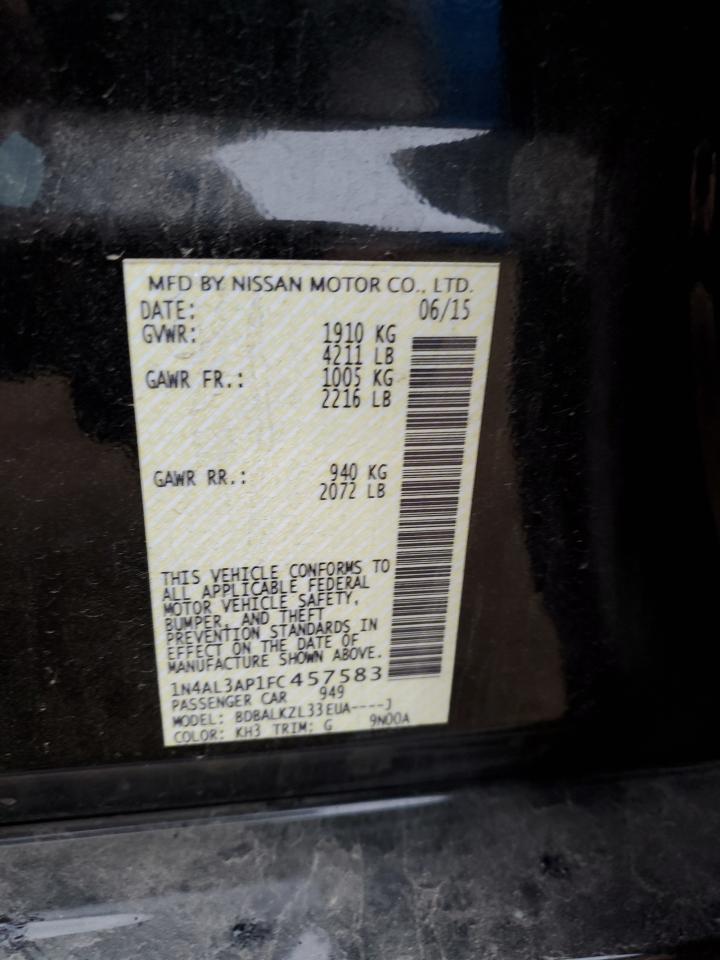 MFD BY NISSAN MOTOR CO., LTD.
DATE: 06/15
GVWR: 1910 KG
4211 LB
GAWR FR.: 1005 KG
2216 LB
GAWR RR.: 940 KG
2072 LB
THIS VEHICLE CONFORMS TO
ALL APPLICABLE FEDERAL
MOTOR VEHICLE SAFETY,
BUMPER, AND THEFT
PREVENTION STANDARDS IN
EFFECT ON THE DATE OF
MANUFACTURE SHOWN ABOVE.
1N4AL3AP1FC457583
PASSENGER CAR 949
MODEL: BDBALKZL33EUA----J
COLOR: KH3 TRIM: G 9N00A